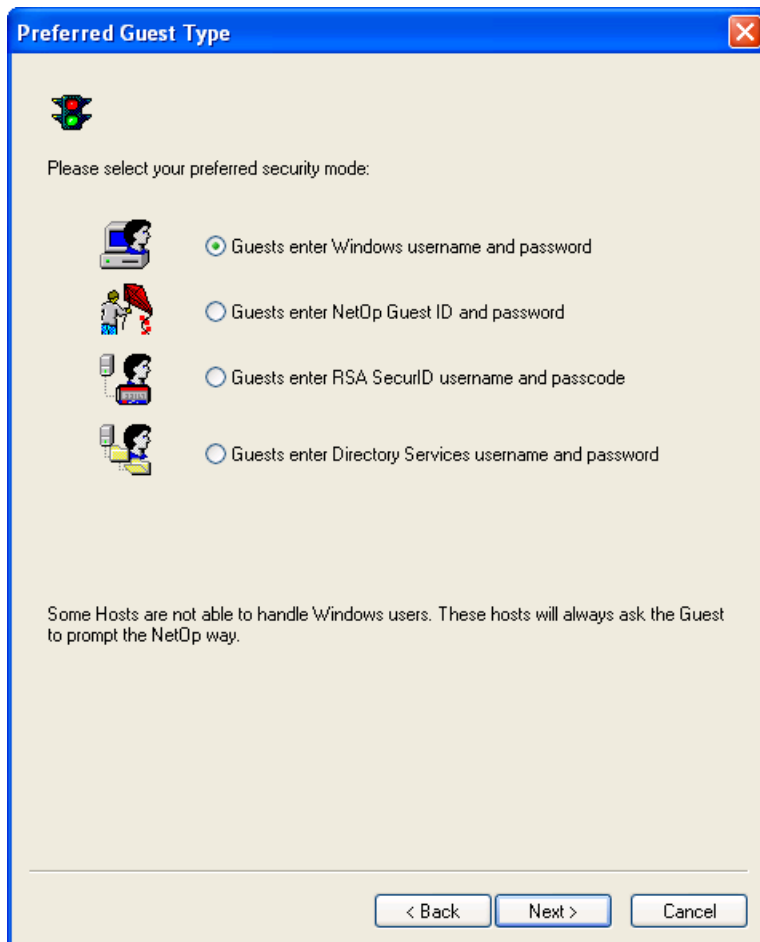 Preferred Guest Type
Please select your preferred security mode:
Guests enter Windows username and password
Guests enter NetOp Guest ID and password
Guests enter RSA SecurID username and passcode
Guests enter Directory Services username and password
Some Hosts are not able to handle Windows users. These hosts will always ask the Guest
to prompt the NetOp way.
< Back
Next >
Cancel